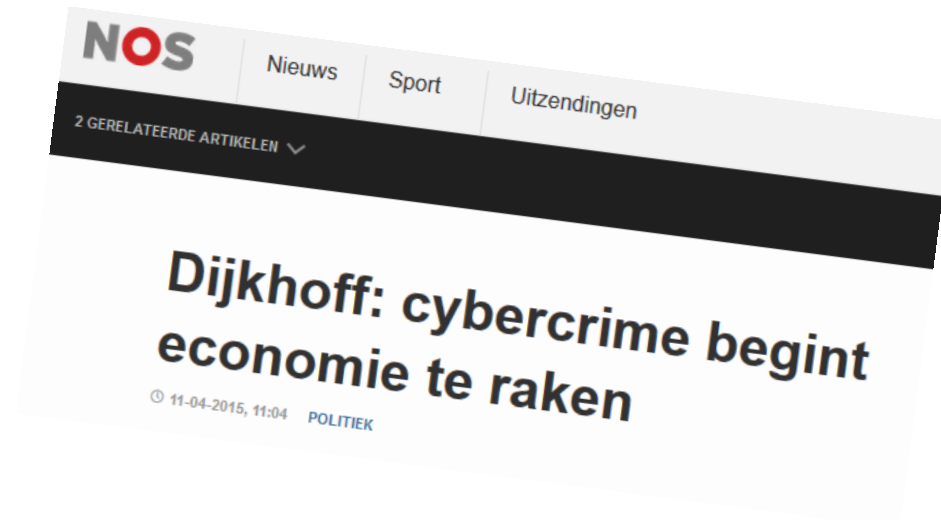 NOS
Nieuws
Sport
Uitzendingen
2 GERELATEERDE ARTIKELEN
Dijkhoff: cybercrime begint
economie te raken
11-04-2015, 11:04 POLITIEK